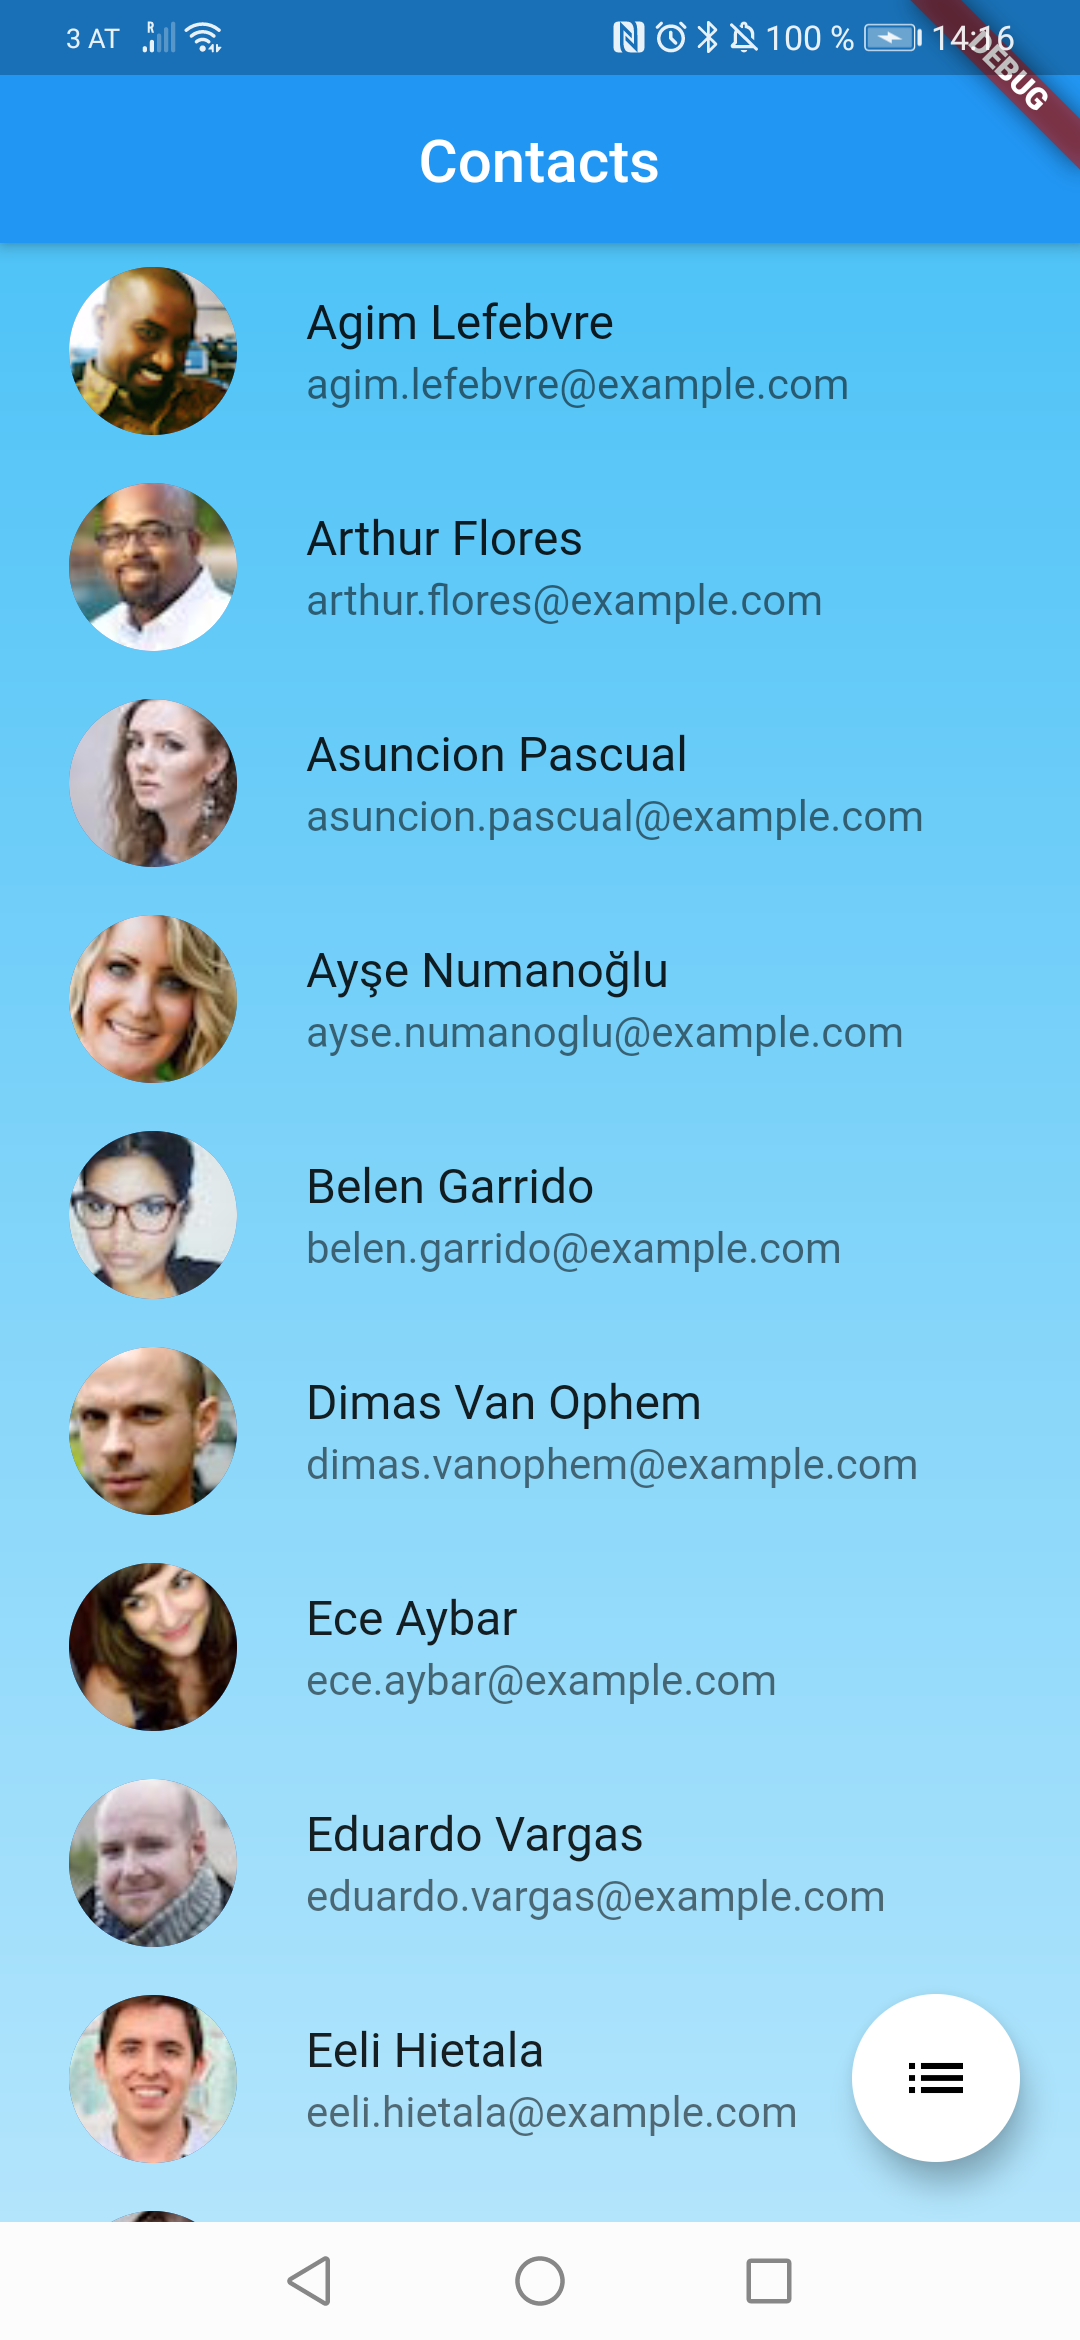 3 AT R 100 % 14:16
DEBUG
Contacts
Agim Lefebvre
agim.lefebvre@example.com
Arthur Flores
arthur.flores@example.com
Asuncion Pascual
asuncion.pascual@example.com
Ayşe Numanoğlu
ayse.numanoglu@example.com
Belen Garrido
belen.garrido@example.com
Dimas Van Ophem
dimas.vanophem@example.com
Ece Aybar
ece.aybar@example.com
Eduardo Vargas
eduardo.vargas@example.com
Eeli Hietala
eeli.hietala@example.com